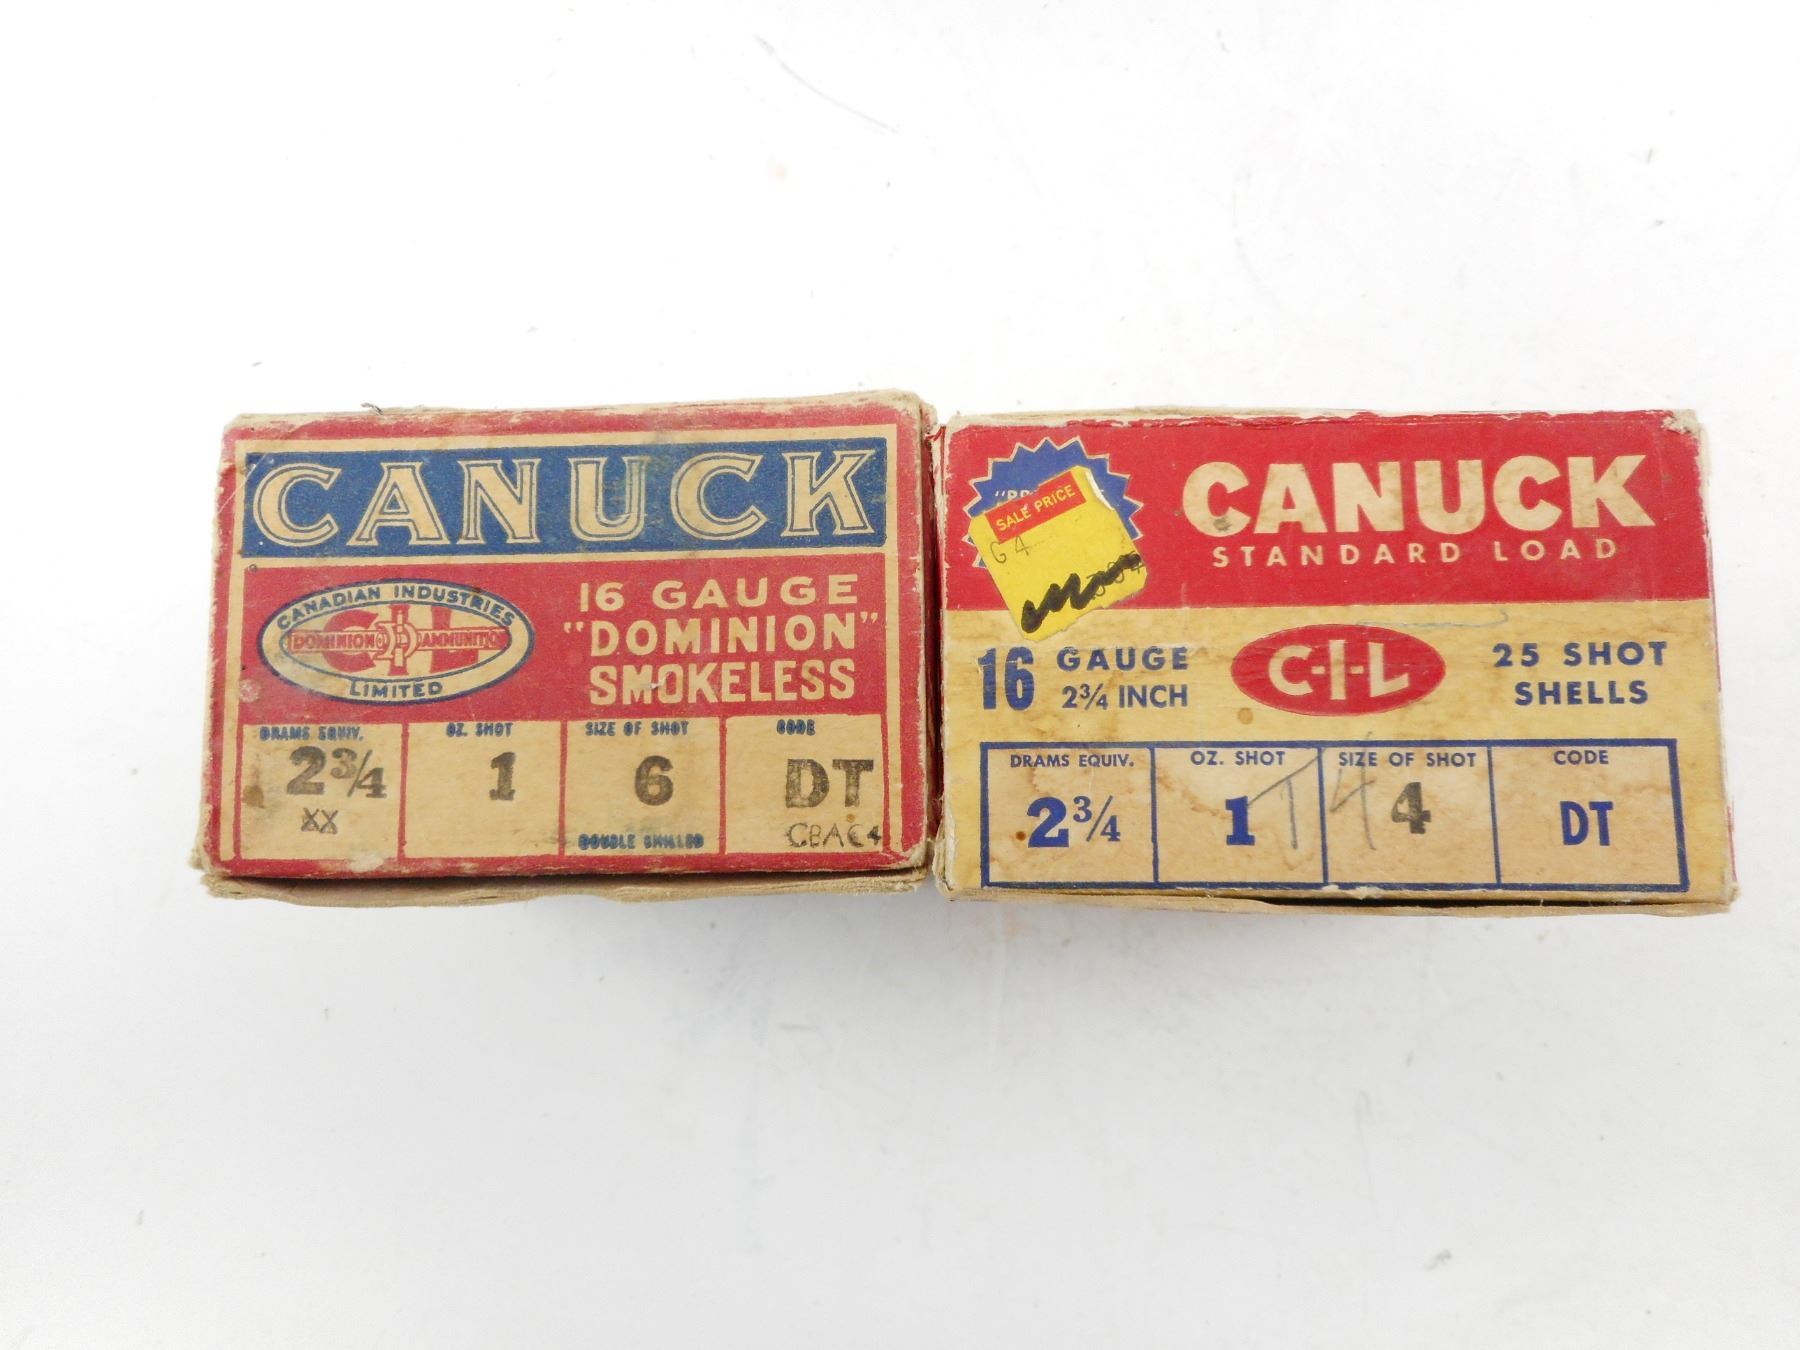 CANUCK
CANADIAN INDUSTRIES
DOMINION AMMUNITION
LIMITED
16 GAUGE
"DOMINION"
SMOKELESS
DRAMS EQUIV. OZ. SHOT SIZE OF SHOT CODE
2¾ 1 6 DT
XX DOUBLE CHILLED CBAC4
SALE PRICE
G 4
CANUCK
STANDARD LOAD
16 GAUGE
2¾ INCH
C-I-L
25 SHOT
SHELLS
DRAMS EQUIV. OZ. SHOT SIZE OF SHOT CODE
2¾ 1 4 DT